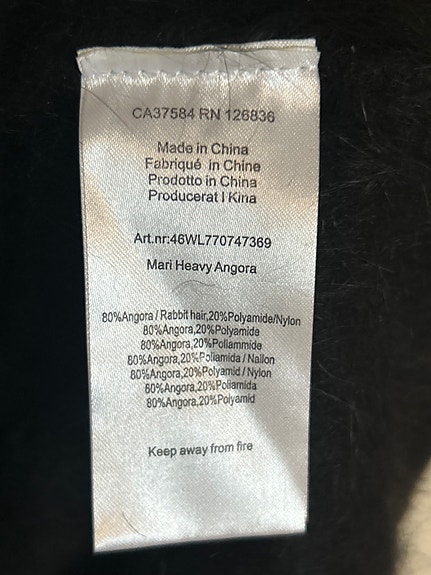 CA37584 RN 126836
Made in China
Fabriqué in Chine
Prodotto in China
Producerat I Kina
Art.nr:46WL770747369
Mari Heavy Angora
80%Angora / Rabbit hair,20%Polyamide/Nylon
80%Angora,20%Polyamide
80%Angora,20%Poliammide
80%Angora,20%Poliamida / Nailon
80%Angora,20%Polyamid / Nylon
80%Angora,20%Poliamida
80%Angora,20%Polyamid
Keep away from fire